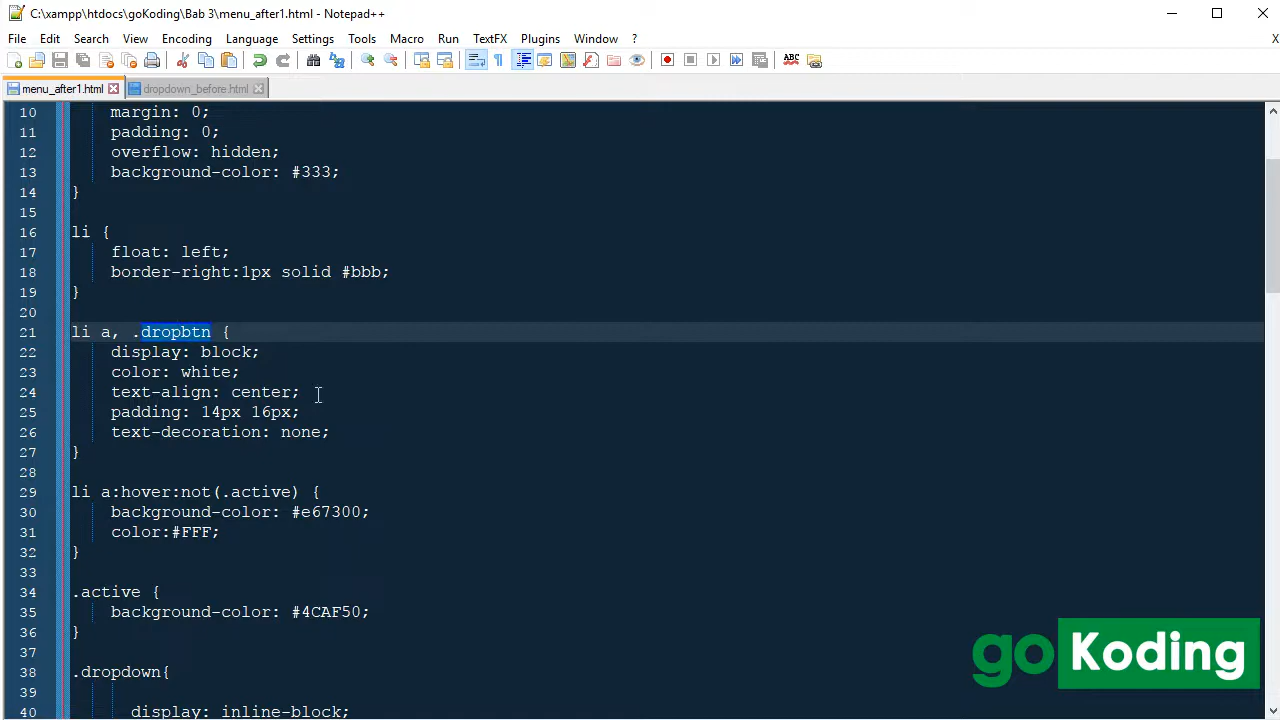 C:\xampp\htdocs\goKoding\Bab 3\menu_after1.html - Notepad++
File Edit Search View Encoding Language Settings Tools Macro Run TextFX Plugins Window ? X
menu_after1.html dropdown_before.html
10 margin: 0;
11 padding: 0;
12 overflow: hidden;
13 background-color: #333;
14 }
15
16 li {
17 float: left;
18 border-right:1px solid #bbb;
19 }
20
21 li a, .dropbtn {
22 display: block;
23 color: white;
24 text-align: center;
25 padding: 14px 16px;
26 text-decoration: none;
27 }
28
29 li a:hover:not(.active) {
30 background-color: #e67300;
31 color:#FFF;
32 }
33
34 .active {
35 background-color: #4CAF50;
36 }
37
38 .dropdown{
39
40 display: inline-block;
go Koding